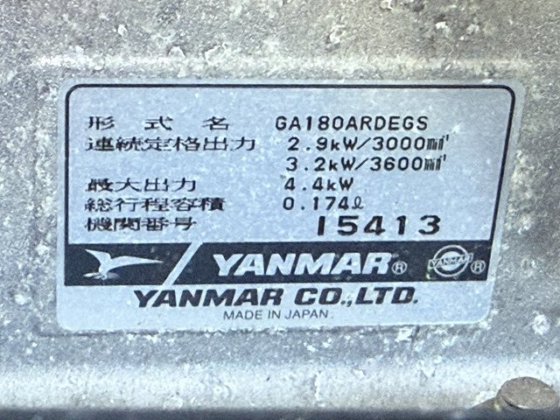 形式名 GA180ARDEGS
連続定格出力 2.9kW/3000min⁻¹
3.2kW/3600min⁻¹
最大出力 4.4kW
総行程容積 0.174ℓ
機関番号 15413
YANMAR® YANMAR ®
YANMAR CO.,LTD.
MADE IN JAPAN